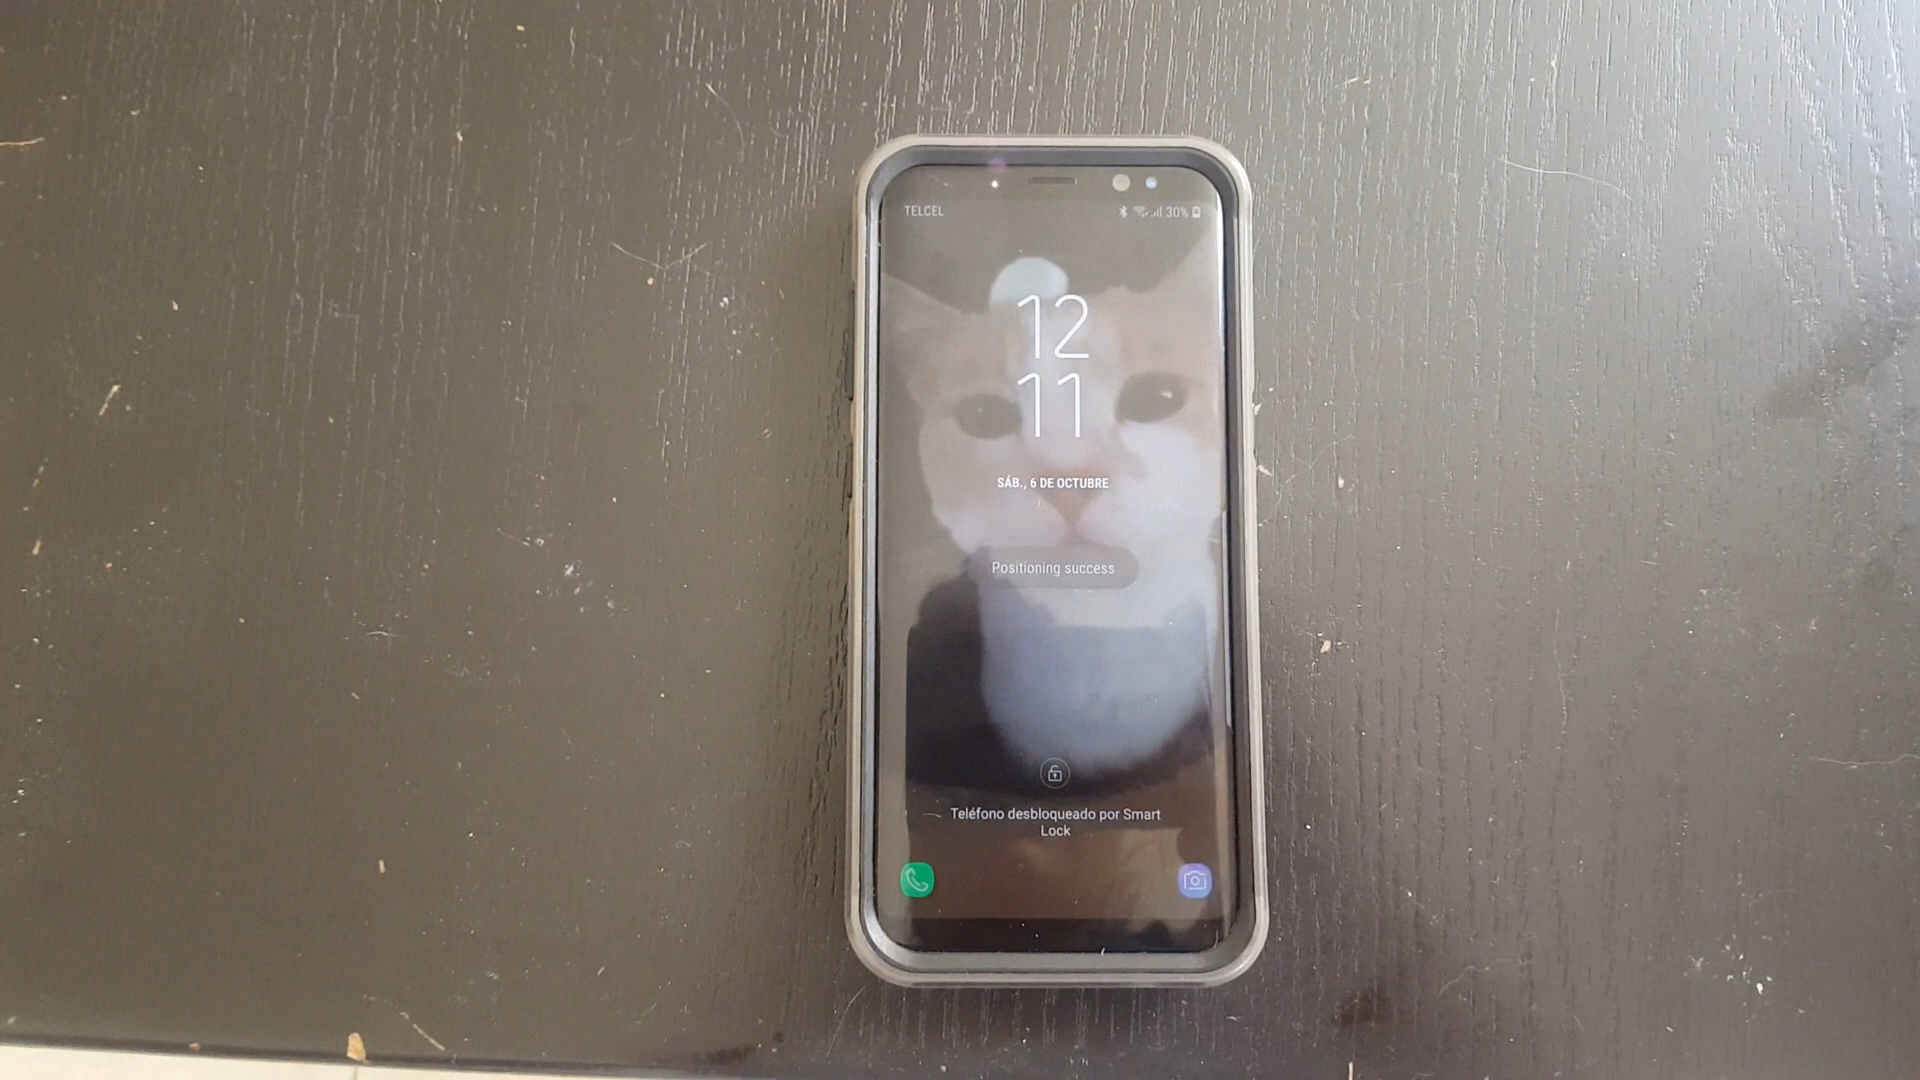 TELCEL
30%
12
11
SÁB., 6 DE OCTUBRE
Positioning success
Teléfono desbloqueado por Smart
Lock